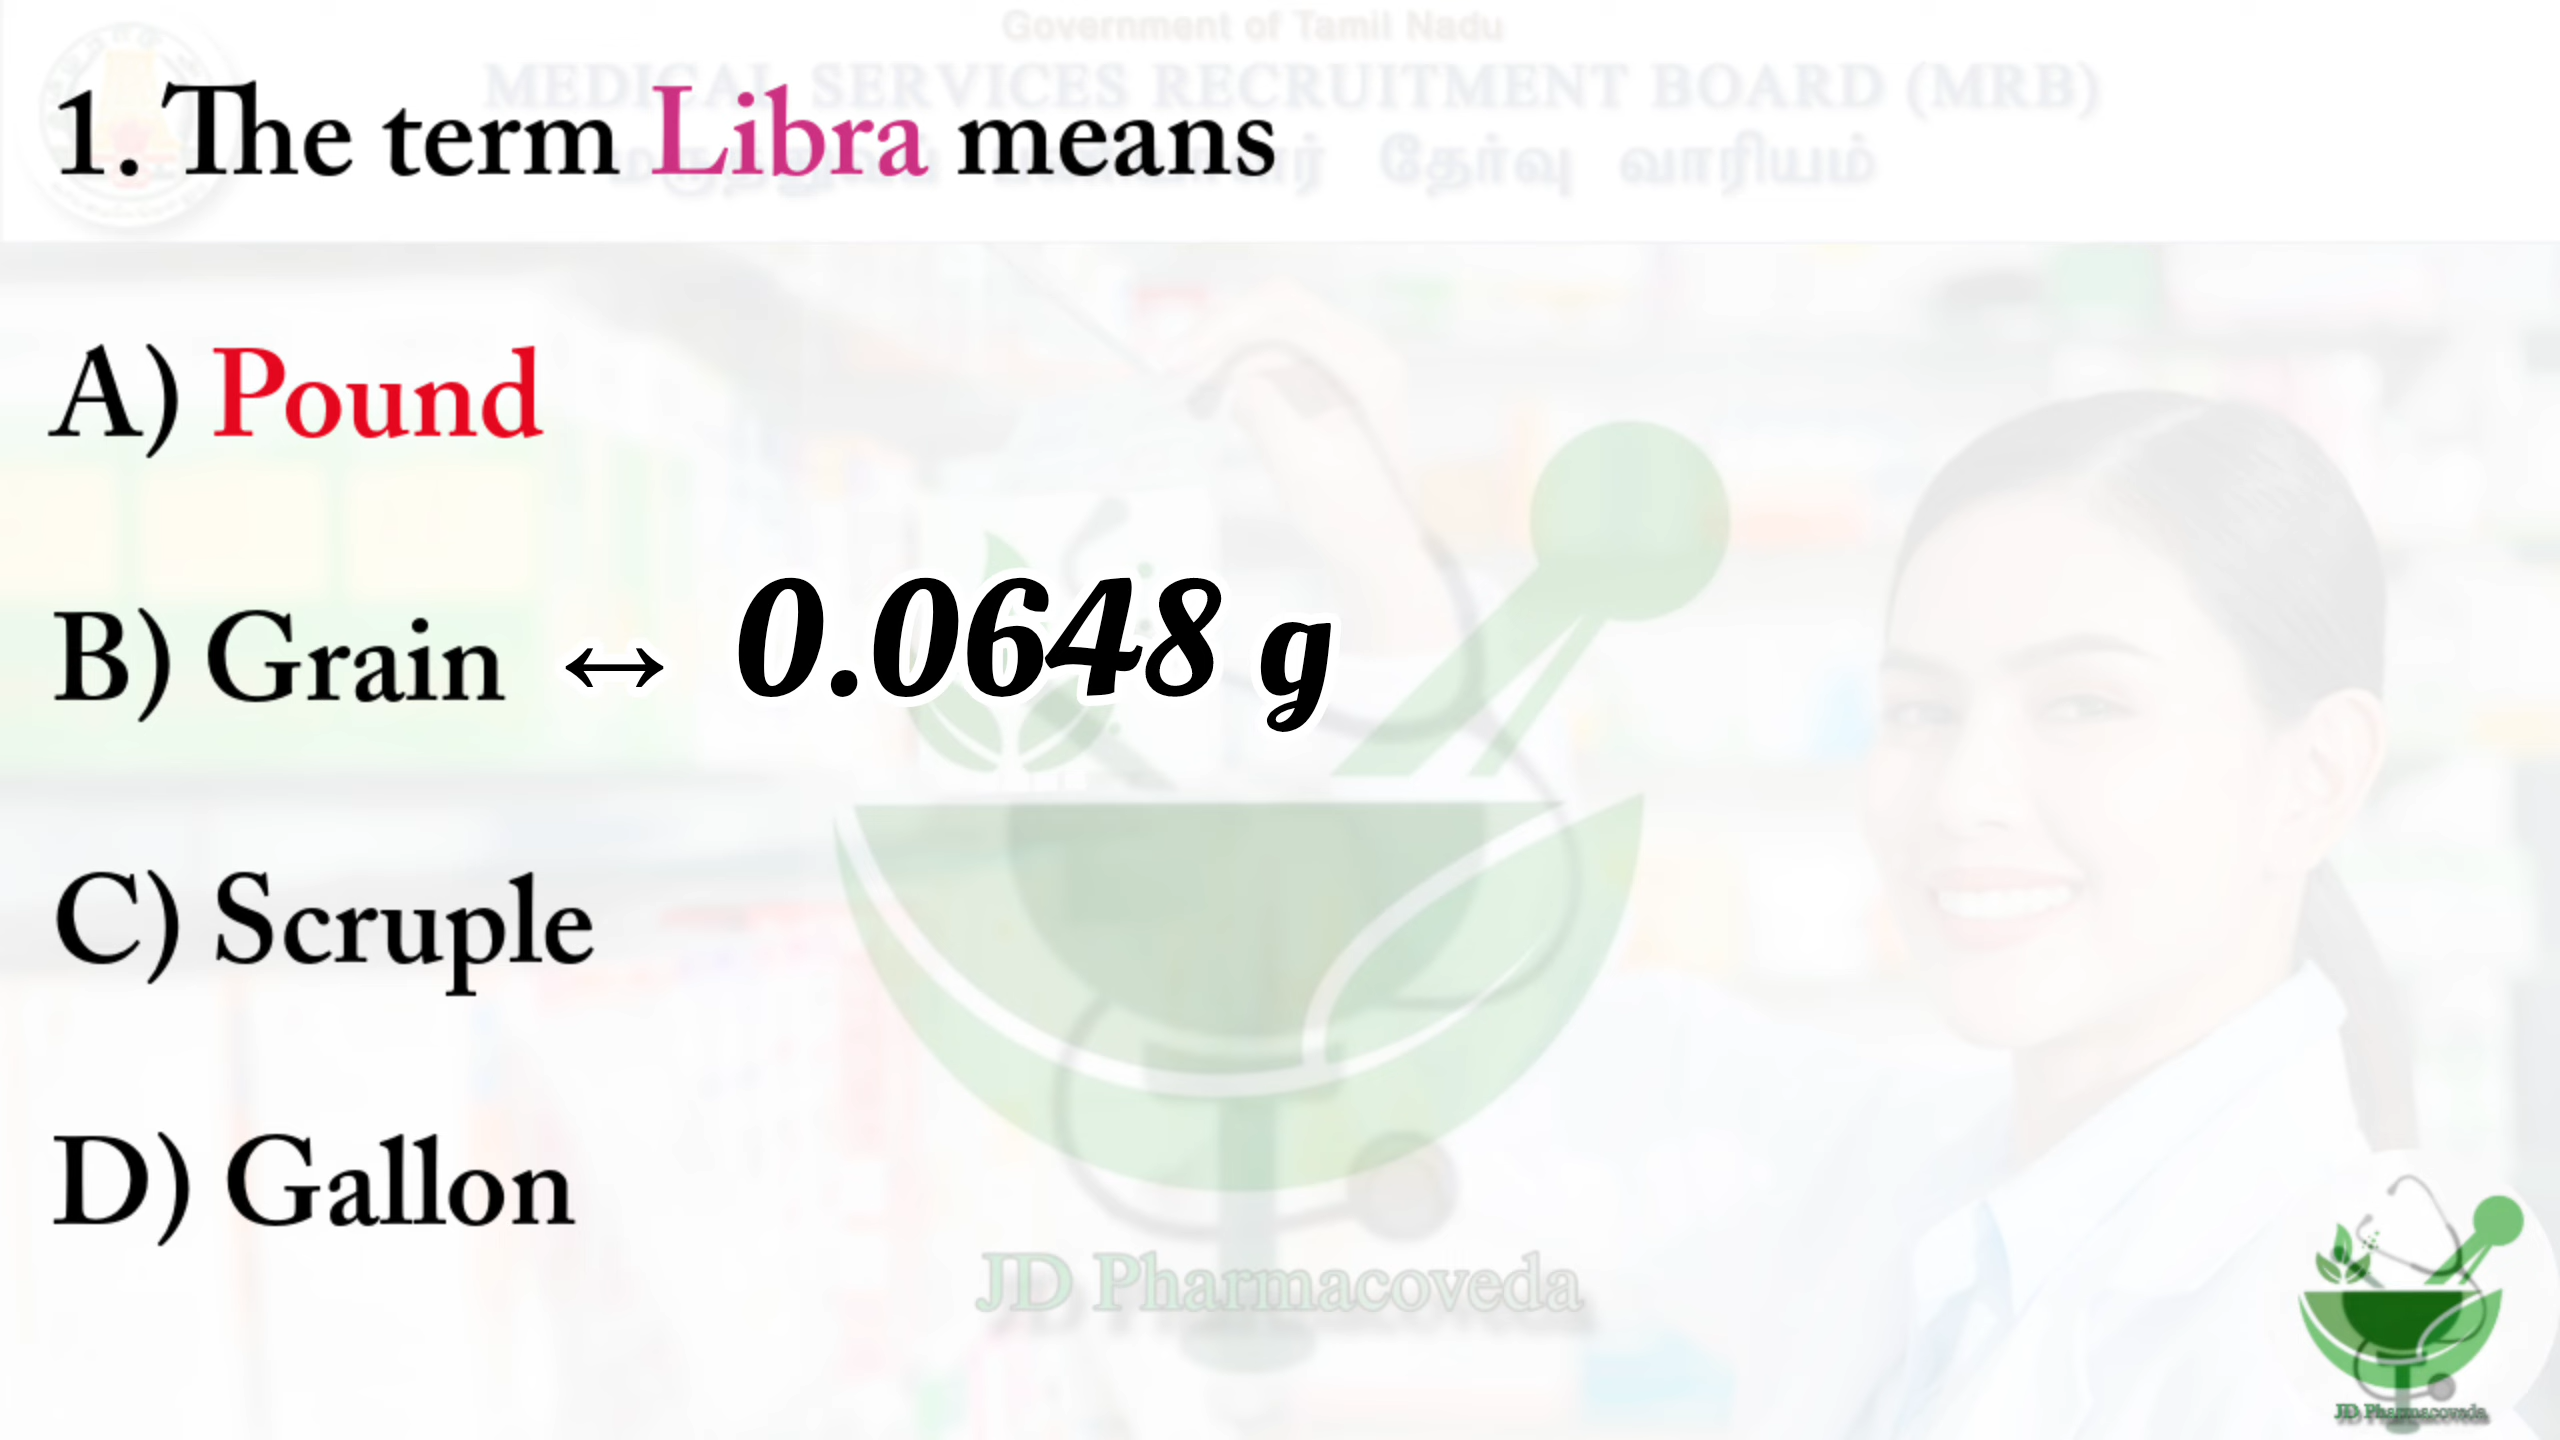 Government of Tamil Nadu
MEDICAL SERVICES RECRUITMENT BOARD (MRB)
தேர்வு வாரியம்
1. The term Libra means
A) Pound
B) Grain ↔ 0.0648 g
C) Scruple
D) Gallon
JD Pharmacoveda
JD Pharmacoveda